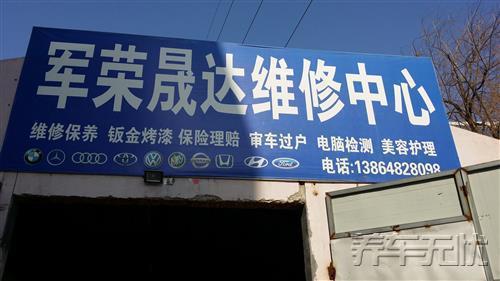 军荣晟达维修中心
维修保养 钣金烤漆 保险理赔 审车过户 电脑检测 美容护理
电话:13864828098
养车无忧